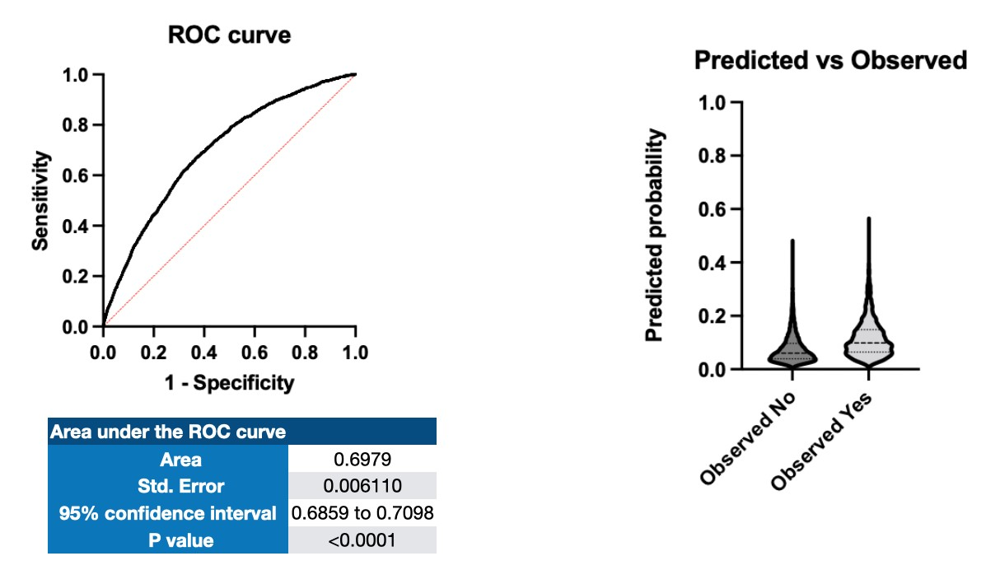 ROC curve
1.0
0.8
0.6
0.4
0.2
0.0
Sensitivity
0.0 0.2 0.4 0.6 0.8 1.0
1 - Specificity
Area under the ROC curve
Area 0.6979
Std. Error 0.006110
95% confidence interval 0.6859 to 0.7098
P value <0.0001
Predicted vs Observed
1.0
0.8
0.6
0.4
0.2
0.0
Predicted probability
Observed No
Observed Yes